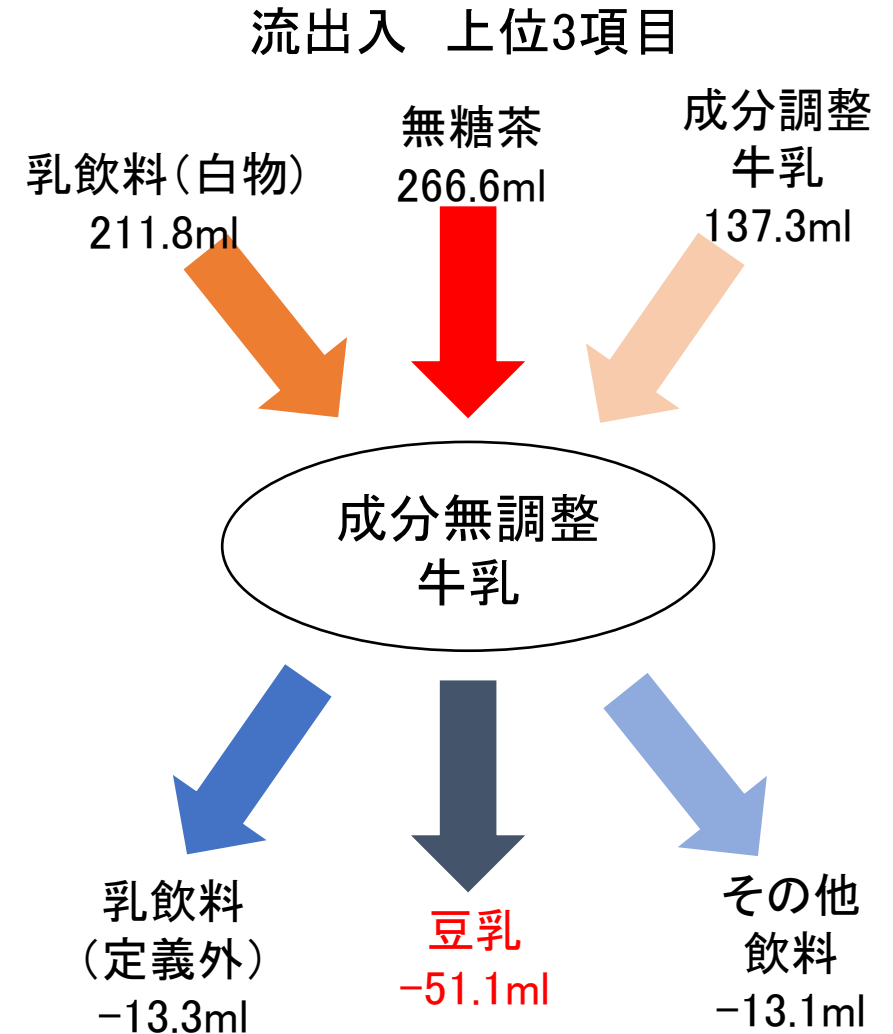 流出入 上位3項目
乳飲料（白物）
211.8ml
無糖茶
266.6ml
成分調整
牛乳
137.3ml
成分無調整
牛乳
乳飲料
（定義外）
-13.3ml
豆乳
-51.1ml
その他
飲料
-13.1ml